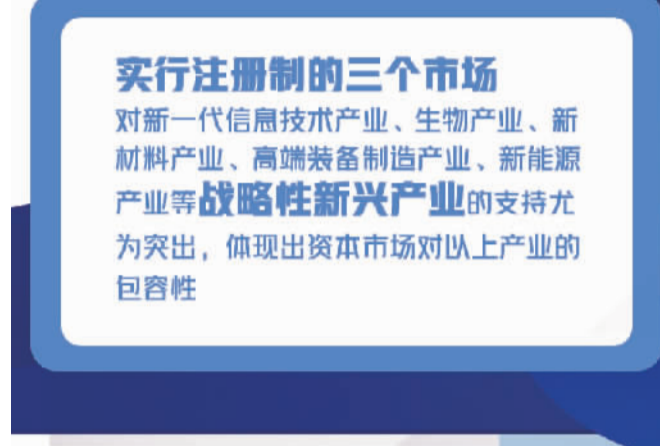 实行注册制的三个市场
对新一代信息技术产业、生物产业、新
材料产业、高端装备制造产业、新能源
产业等战略性新兴产业的支持尤
为突出，体现出资本市场对以上产业的
包容性